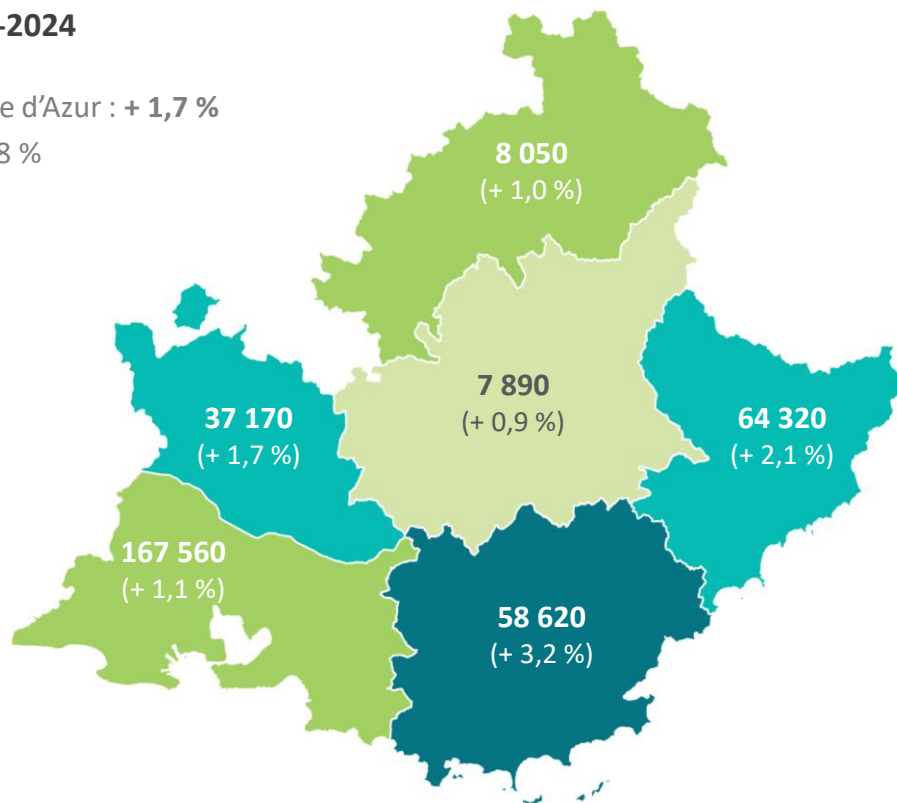 -2024
e d'Azur : + 1,7 %
8 %
8 050
(+ 1,0 %)
7 890
(+ 0,9 %)
37 170
(+ 1,7 %)
64 320
(+ 2,1 %)
167 560
(+ 1,1 %)
58 620
(+ 3,2 %)